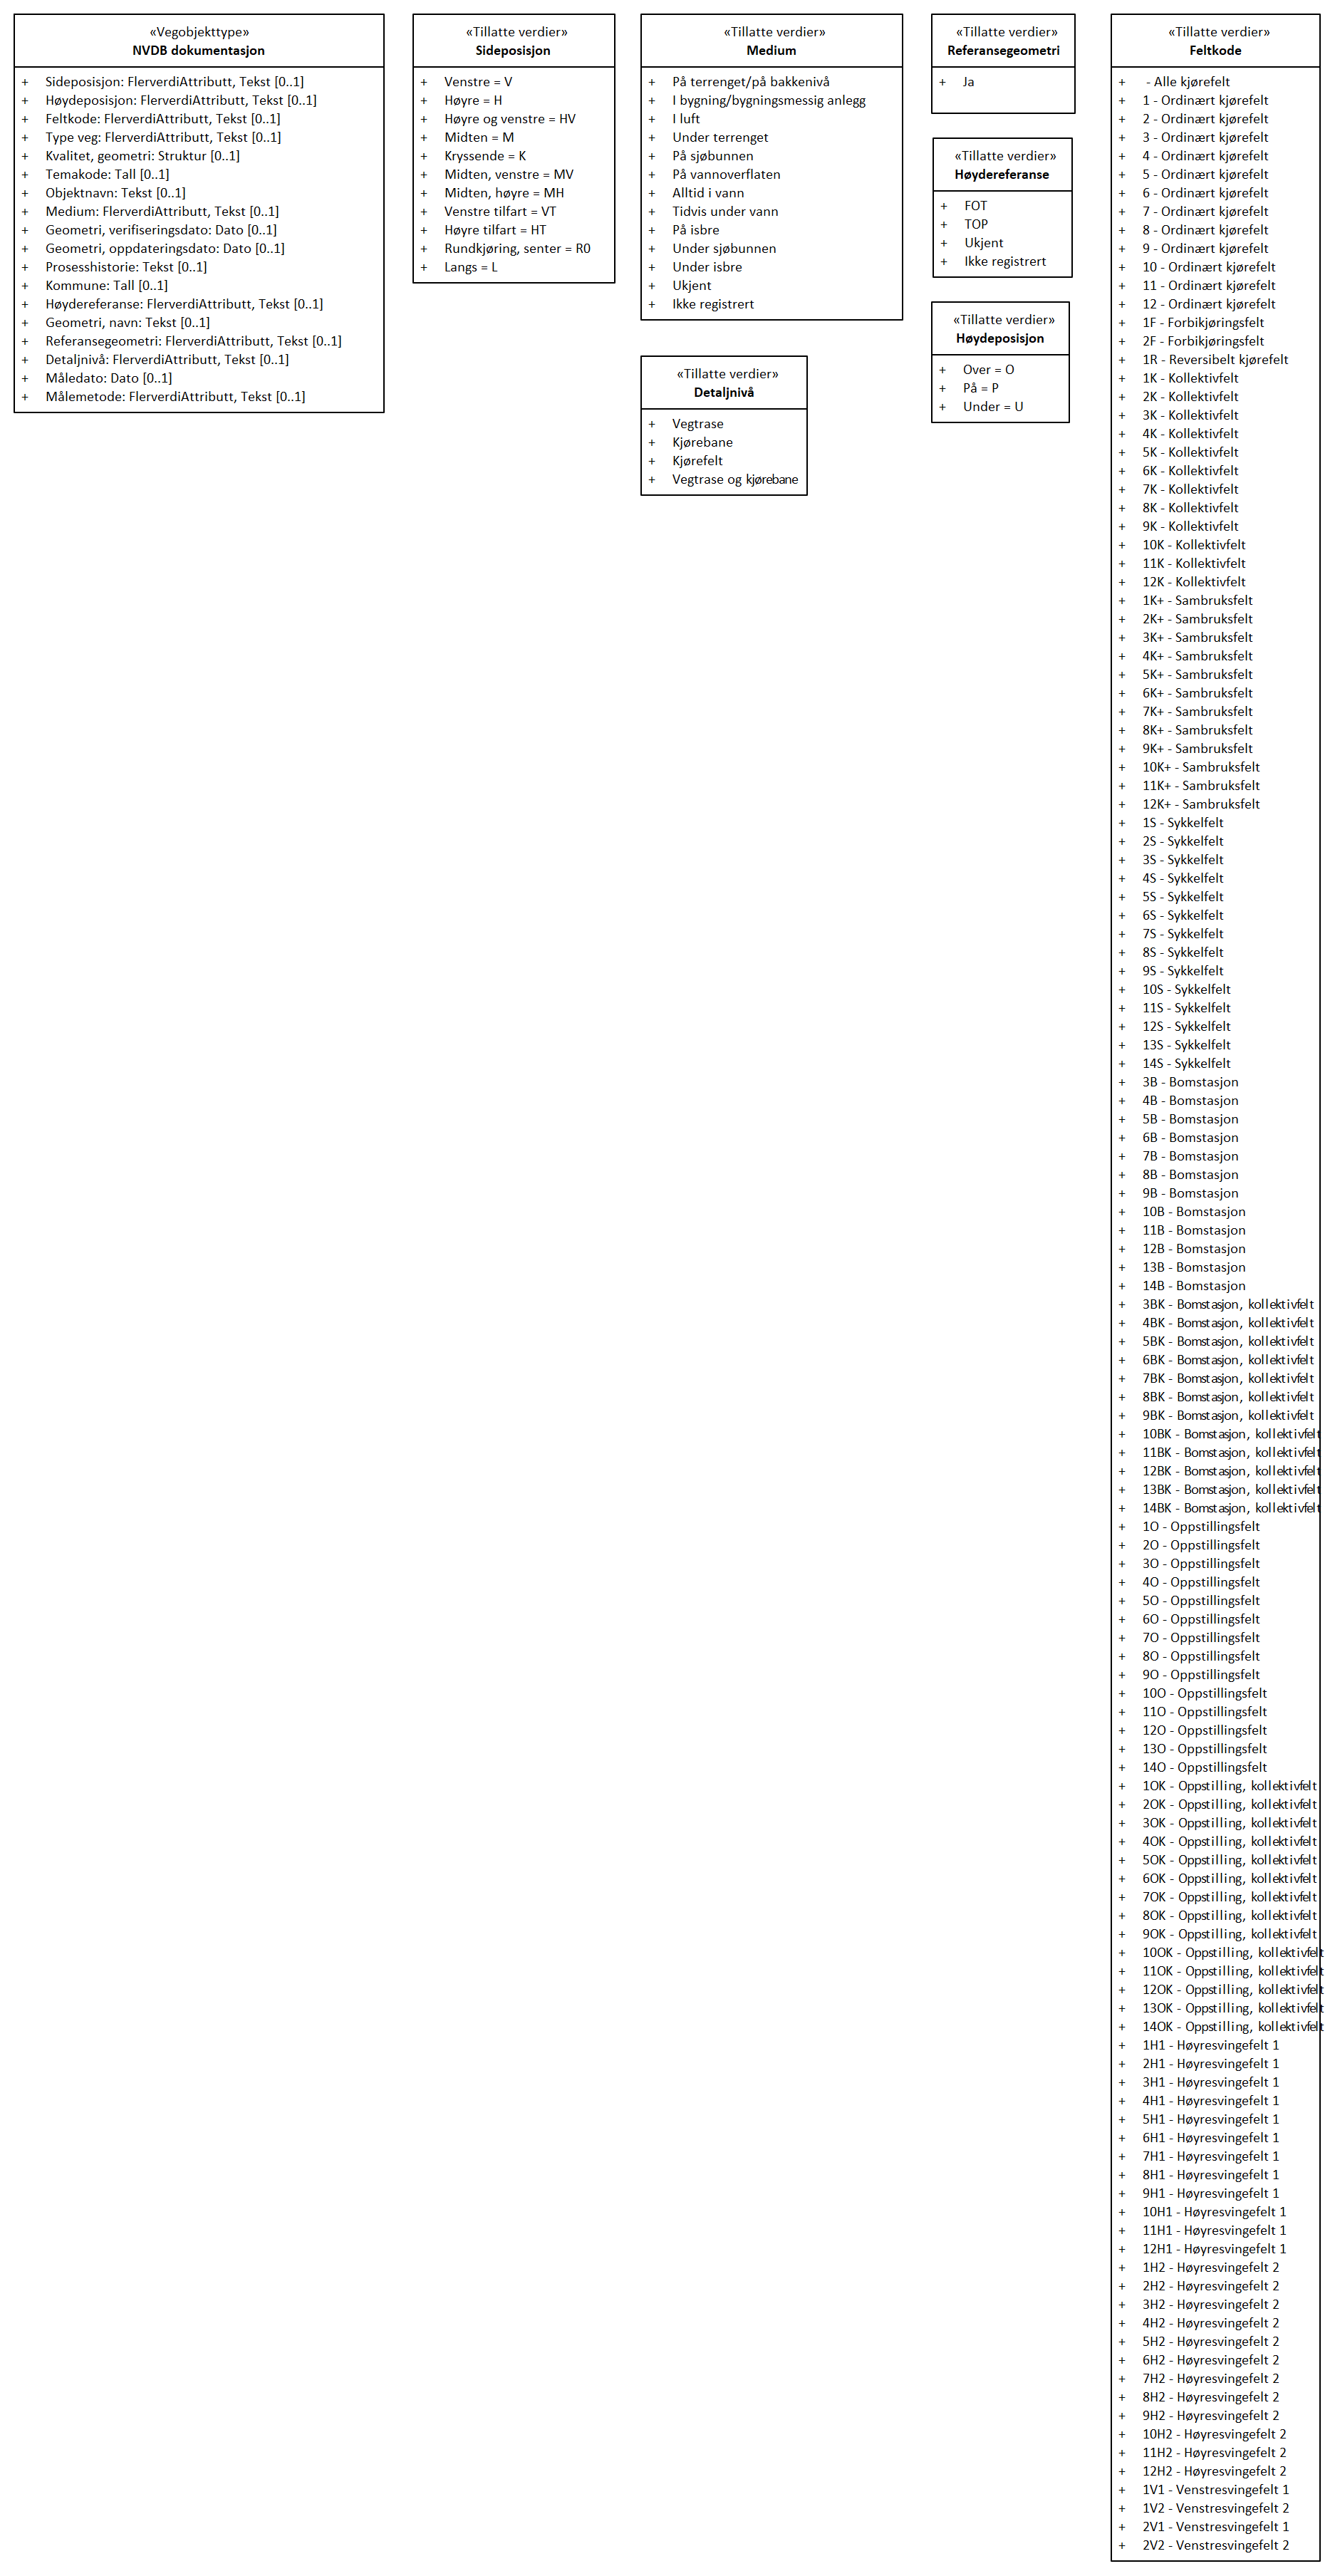 «Vegobjekttype»
NVDB dokumentasjon
+ Sideposisjon: FlerverdiAttributt, Tekst [0..1]
+ Høydeposisjon: FlerverdiAttributt, Tekst [0..1]
+ Feltkode: FlerverdiAttributt, Tekst [0..1]
+ Type veg: FlerverdiAttributt, Tekst [0..1]
+ Kvalitet, geometri: Struktur [0..1]
+ Temakode: Tall [0..1]
+ Objektnavn: Tekst [0..1]
+ Medium: FlerverdiAttributt, Tekst [0..1]
+ Geometri, verifiseringsdato: Dato [0..1]
+ Geometri, oppdateringsdato: Dato [0..1]
+ Prosesshistorie: Tekst [0..1]
+ Kommune: Tall [0..1]
+ Høydereferanse: FlerverdiAttributt, Tekst [0..1]
+ Geometri, navn: Tekst [0..1]
+ Referansegeometri: FlerverdiAttributt, Tekst [0..1]
+ Detaljnivå: FlerverdiAttributt, Tekst [0..1]
+ Måledato: Dato [0..1]
+ Målemetode: FlerverdiAttributt, Tekst [0..1]
«Tillatte verdier»
Sideposisjon
+ Venstre = V
+ Høyre = H
+ Høyre og venstre = HV
+ Midten = M
+ Kryssende = K
+ Midten, venstre = MV
+ Midten, høyre = MH
+ Venstre tilfart = VT
+ Høyre tilfart = HT
+ Rundkjøring, senter = R0
+ Langs = L
«Tillatte verdier»
Medium
+ På terrenget/på bakkenivå
+ I bygning/bygningsmessig anlegg
+ I luft
+ Under terrenget
+ På sjøbunnen
+ På vannoverflaten
+ Alltid i vann
+ Tidvis under vann
+ På isbre
+ Under sjøbunnen
+ Under isbre
+ Ukjent
+ Ikke registrert
«Tillatte verdier»
Detaljnivå
+ Vegtrase
+ Kjørebane
+ Kjørefelt
+ Vegtrase og kjørebane
«Tillatte verdier»
Referansegeometri
+ Ja
«Tillatte verdier»
Høydereferanse
+ FOT
+ TOP
+ Ukjent
+ Ikke registrert
«Tillatte verdier»
Høydeposisjon
+ Over = O
+ På = P
+ Under = U
«Tillatte verdier»
Feltkode
+ - Alle kjørefelt
+ 1 - Ordinært kjørefelt
+ 2 - Ordinært kjørefelt
+ 3 - Ordinært kjørefelt
+ 4 - Ordinært kjørefelt
+ 5 - Ordinært kjørefelt
+ 6 - Ordinært kjørefelt
+ 7 - Ordinært kjørefelt
+ 8 - Ordinært kjørefelt
+ 9 - Ordinært kjørefelt
+ 10 - Ordinært kjørefelt
+ 11 - Ordinært kjørefelt
+ 12 - Ordinært kjørefelt
+ 1F - Forbikjøringsfelt
+ 2F - Forbikjøringsfelt
+ 1R - Reversibelt kjørefelt
+ 1K - Kollektivfelt
+ 2K - Kollektivfelt
+ 3K - Kollektivfelt
+ 4K - Kollektivfelt
+ 5K - Kollektivfelt
+ 6K - Kollektivfelt
+ 7K - Kollektivfelt
+ 8K - Kollektivfelt
+ 9K - Kollektivfelt
+ 10K - Kollektivfelt
+ 11K - Kollektivfelt
+ 12K - Kollektivfelt
+ 1K+ - Sambruksfelt
+ 2K+ - Sambruksfelt
+ 3K+ - Sambruksfelt
+ 4K+ - Sambruksfelt
+ 5K+ - Sambruksfelt
+ 6K+ - Sambruksfelt
+ 7K+ - Sambruksfelt
+ 8K+ - Sambruksfelt
+ 9K+ - Sambruksfelt
+ 10K+ - Sambruksfelt
+ 11K+ - Sambruksfelt
+ 12K+ - Sambruksfelt
+ 1S - Sykkelfelt
+ 2S - Sykkelfelt
+ 3S - Sykkelfelt
+ 4S - Sykkelfelt
+ 5S - Sykkelfelt
+ 6S - Sykkelfelt
+ 7S - Sykkelfelt
+ 8S - Sykkelfelt
+ 9S - Sykkelfelt
+ 10S - Sykkelfelt
+ 11S - Sykkelfelt
+ 12S - Sykkelfelt
+ 13S - Sykkelfelt
+ 14S - Sykkelfelt
+ 3B - Bomstasjon
+ 4B - Bomstasjon
+ 5B - Bomstasjon
+ 6B - Bomstasjon
+ 7B - Bomstasjon
+ 8B - Bomstasjon
+ 9B - Bomstasjon
+ 10B - Bomstasjon
+ 11B - Bomstasjon
+ 12B - Bomstasjon
+ 13B - Bomstasjon
+ 14B - Bomstasjon
+ 3BK - Bomstasjon, kollektivfelt
+ 4BK - Bomstasjon, kollektivfelt
+ 5BK - Bomstasjon, kollektivfelt
+ 6BK - Bomstasjon, kollektivfelt
+ 7BK - Bomstasjon, kollektivfelt
+ 8BK - Bomstasjon, kollektivfelt
+ 9BK - Bomstasjon, kollektivfelt
+ 10BK - Bomstasjon, kollektivfelt
+ 11BK - Bomstasjon, kollektivfelt
+ 12BK - Bomstasjon, kollektivfelt
+ 13BK - Bomstasjon, kollektivfelt
+ 14BK - Bomstasjon, kollektivfelt
+ 1O - Oppstillingsfelt
+ 2O - Oppstillingsfelt
+ 3O - Oppstillingsfelt
+ 4O - Oppstillingsfelt
+ 5O - Oppstillingsfelt
+ 6O - Oppstillingsfelt
+ 7O - Oppstillingsfelt
+ 8O - Oppstillingsfelt
+ 9O - Oppstillingsfelt
+ 10O - Oppstillingsfelt
+ 11O - Oppstillingsfelt
+ 12O - Oppstillingsfelt
+ 13O - Oppstillingsfelt
+ 14O - Oppstillingsfelt
+ 1OK - Oppstilling, kollektivfelt
+ 2OK - Oppstilling, kollektivfelt
+ 3OK - Oppstilling, kollektivfelt
+ 4OK - Oppstilling, kollektivfelt
+ 5OK - Oppstilling, kollektivfelt
+ 6OK - Oppstilling, kollektivfelt
+ 7OK - Oppstilling, kollektivfelt
+ 8OK - Oppstilling, kollektivfelt
+ 9OK - Oppstilling, kollektivfelt
+ 10OK - Oppstilling, kollektivfelt
+ 11OK - Oppstilling, kollektivfelt
+ 12OK - Oppstilling, kollektivfelt
+ 13OK - Oppstilling, kollektivfelt
+ 14OK - Oppstilling, kollektivfelt
+ 1H1 - Høyresvingefelt 1
+ 2H1 - Høyresvingefelt 1
+ 3H1 - Høyresvingefelt 1
+ 4H1 - Høyresvingefelt 1
+ 5H1 - Høyresvingefelt 1
+ 6H1 - Høyresvingefelt 1
+ 7H1 - Høyresvingefelt 1
+ 8H1 - Høyresvingefelt 1
+ 9H1 - Høyresvingefelt 1
+ 10H1 - Høyresvingefelt 1
+ 11H1 - Høyresvingefelt 1
+ 12H1 - Høyresvingefelt 1
+ 1H2 - Høyresvingefelt 2
+ 2H2 - Høyresvingefelt 2
+ 3H2 - Høyresvingefelt 2
+ 4H2 - Høyresvingefelt 2
+ 5H2 - Høyresvingefelt 2
+ 6H2 - Høyresvingefelt 2
+ 7H2 - Høyresvingefelt 2
+ 8H2 - Høyresvingefelt 2
+ 9H2 - Høyresvingefelt 2
+ 10H2 - Høyresvingefelt 2
+ 11H2 - Høyresvingefelt 2
+ 12H2 - Høyresvingefelt 2
+ 1V1 - Venstresvingefelt 1
+ 1V2 - Venstresvingefelt 2
+ 2V1 - Venstresvingefelt 1
+ 2V2 - Venstresvingefelt 2